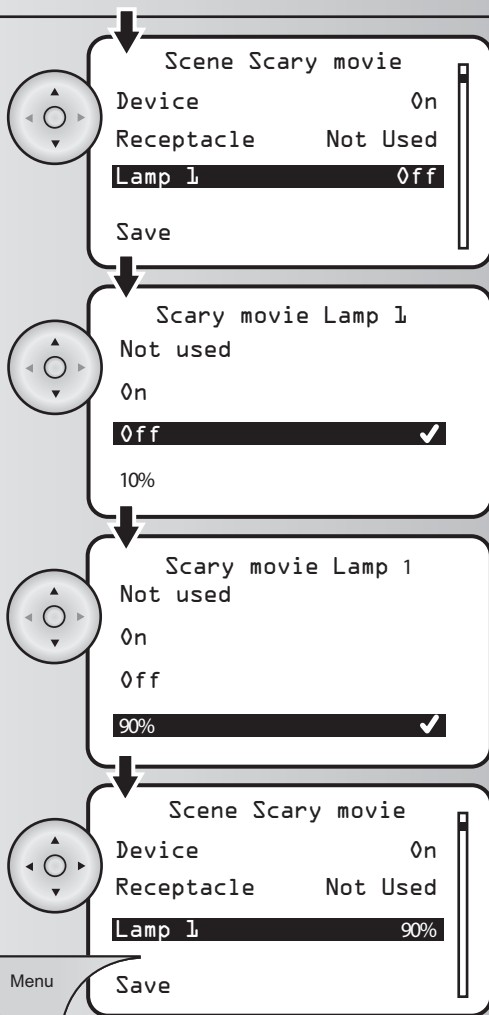 Scene Scary movie
Device On
Receptacle Not Used
Lamp 1 Off
Save
Scary movie Lamp 1
Not used
On
Off
10%
Scary movie Lamp 1
Not used
On
Off
90%
Scene Scary movie
Device On
Receptacle Not Used
Lamp 1 90%
Save
Menu